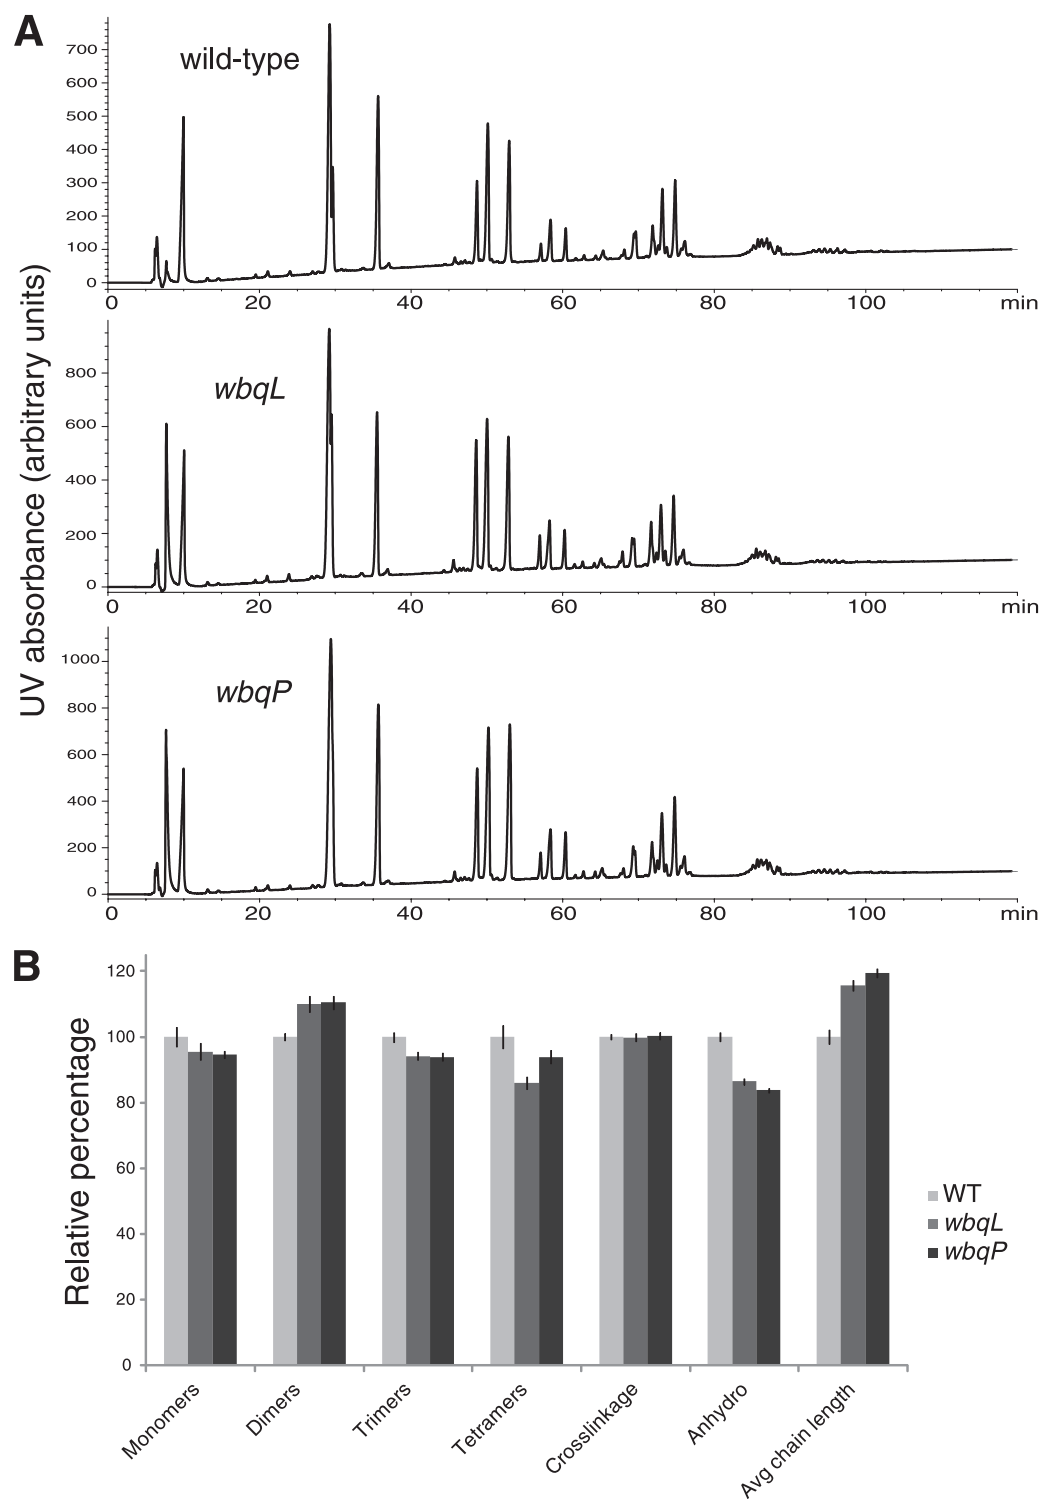 A
wild-type
700
600
500
400
300
200
100
0
0 20 40 60 80 100 min
wbqL
800
600
400
200
0
0 20 40 60 80 100 min
wbqP
1000
800
600
400
200
0
0 20 40 60 80 100 min
UV absorbance (arbitrary units)
B
120
100
80
60
40
20
0
Relative percentage
WT
wbqL
wbqP
Monomers
Dimers
Trimers
Tetramers
Crosslinkage
Anhydro
Avg chain length